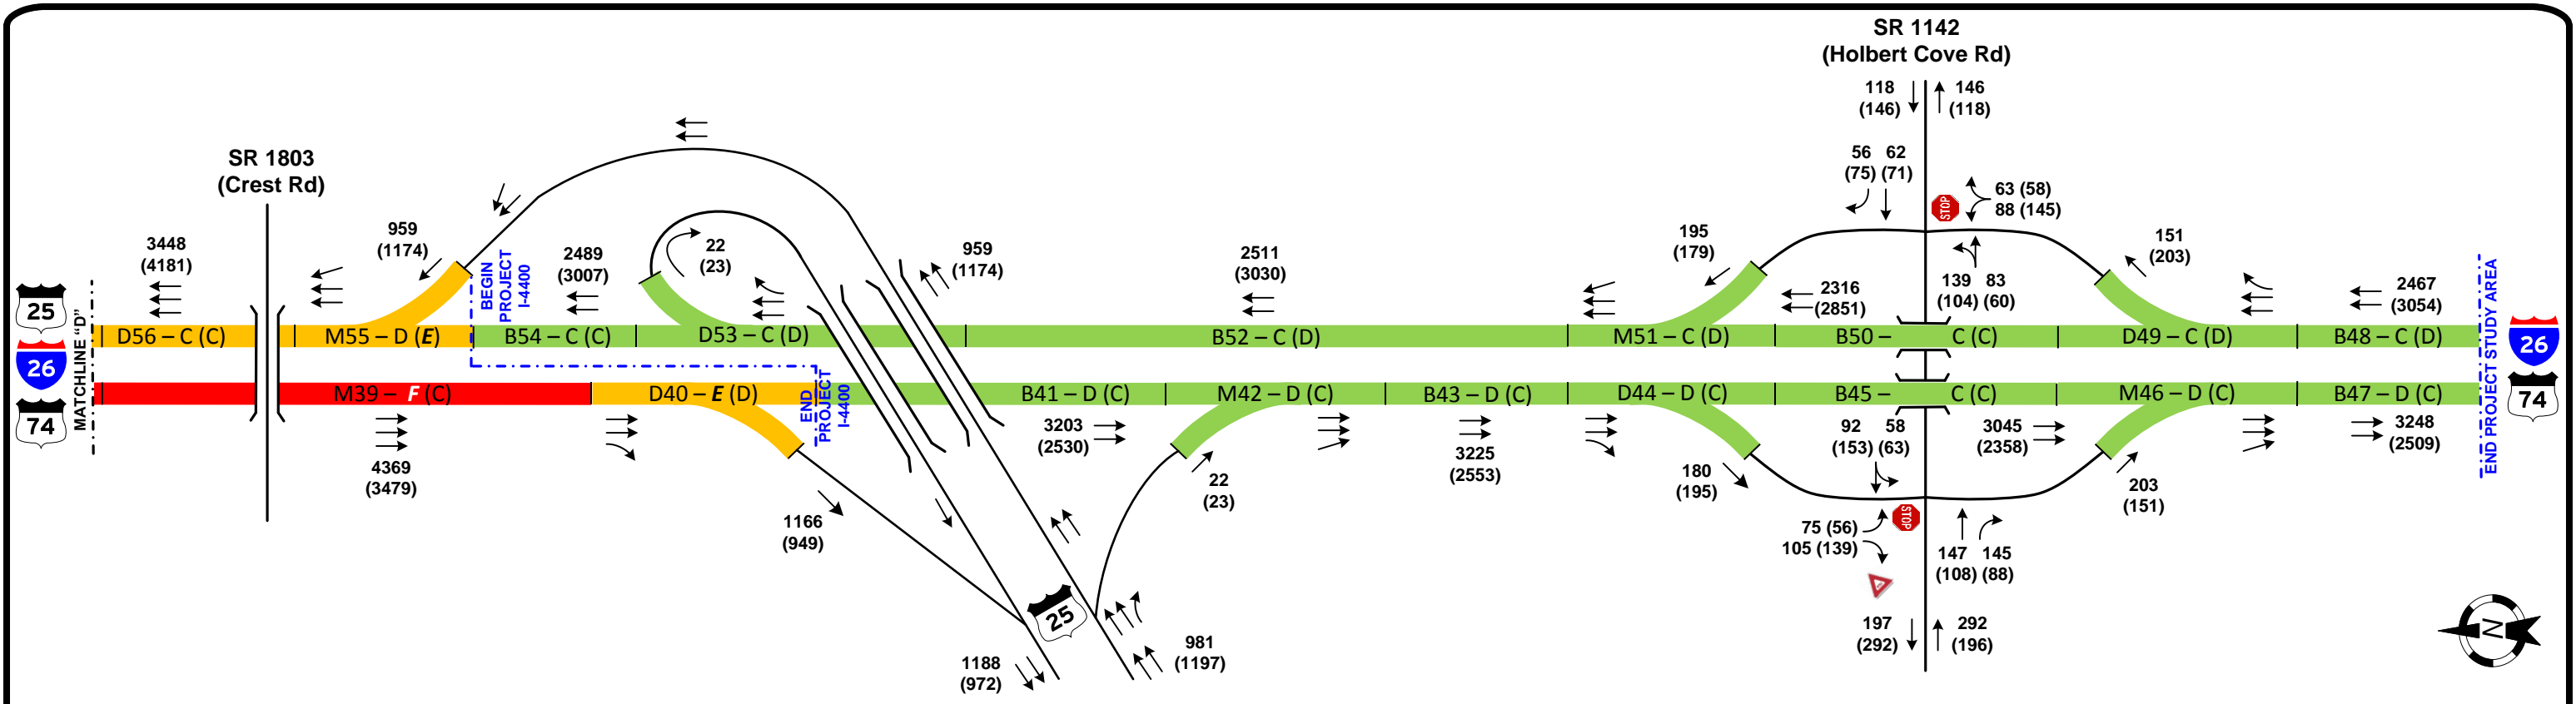 SR 1142
(Holbert Cove Rd)
118
(146)
146
(118)
SR 1803
(Crest Rd)
56 62
(75) (71)
STOP
63 (58)
88 (145)
3448
(4181)
959
(1174)
BEGIN
PROJECT
I-4400
2489
(3007)
22
(23)
959
(1174)
2511
(3030)
195
(179)
2316
(2851)
139 83
(104) (60)
151
(203)
2467
(3054)
25
26
74
MATCHLINE "D"
D56 – C (C)
M55 – D (E)
B54 – C (C)
D53 – C (D)
B52 – C (D)
M51 – C (D)
B50 – C (C)
D49 – C (D)
B48 – C (D)
END PROJECT STUDY AREA
26
74
M39 – F (C)
D40 – E (D)
END
PROJECT
I-4400
B41 – D (C)
M42 – D (C)
B43 – D (C)
D44 – D (C)
B45 – C (C)
M46 – D (C)
B47 – D (C)
4369
(3479)
3203
(2530)
3225
(2553)
92 58
(153) (63)
3045
(2358)
3248
(2509)
1166
(949)
22
(23)
180
(195)
203
(151)
STOP
75 (56)
105 (139)
147 145
(108) (88)
25
1188
(972)
981
(1197)
197
(292)
292
(196)
N